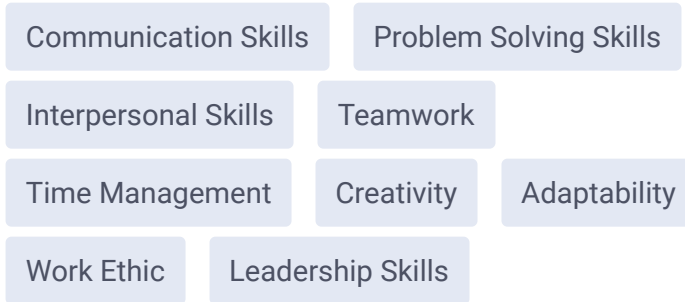 Communication Skills Problem Solving Skills
Interpersonal Skills Teamwork
Time Management Creativity Adaptability
Work Ethic Leadership Skills